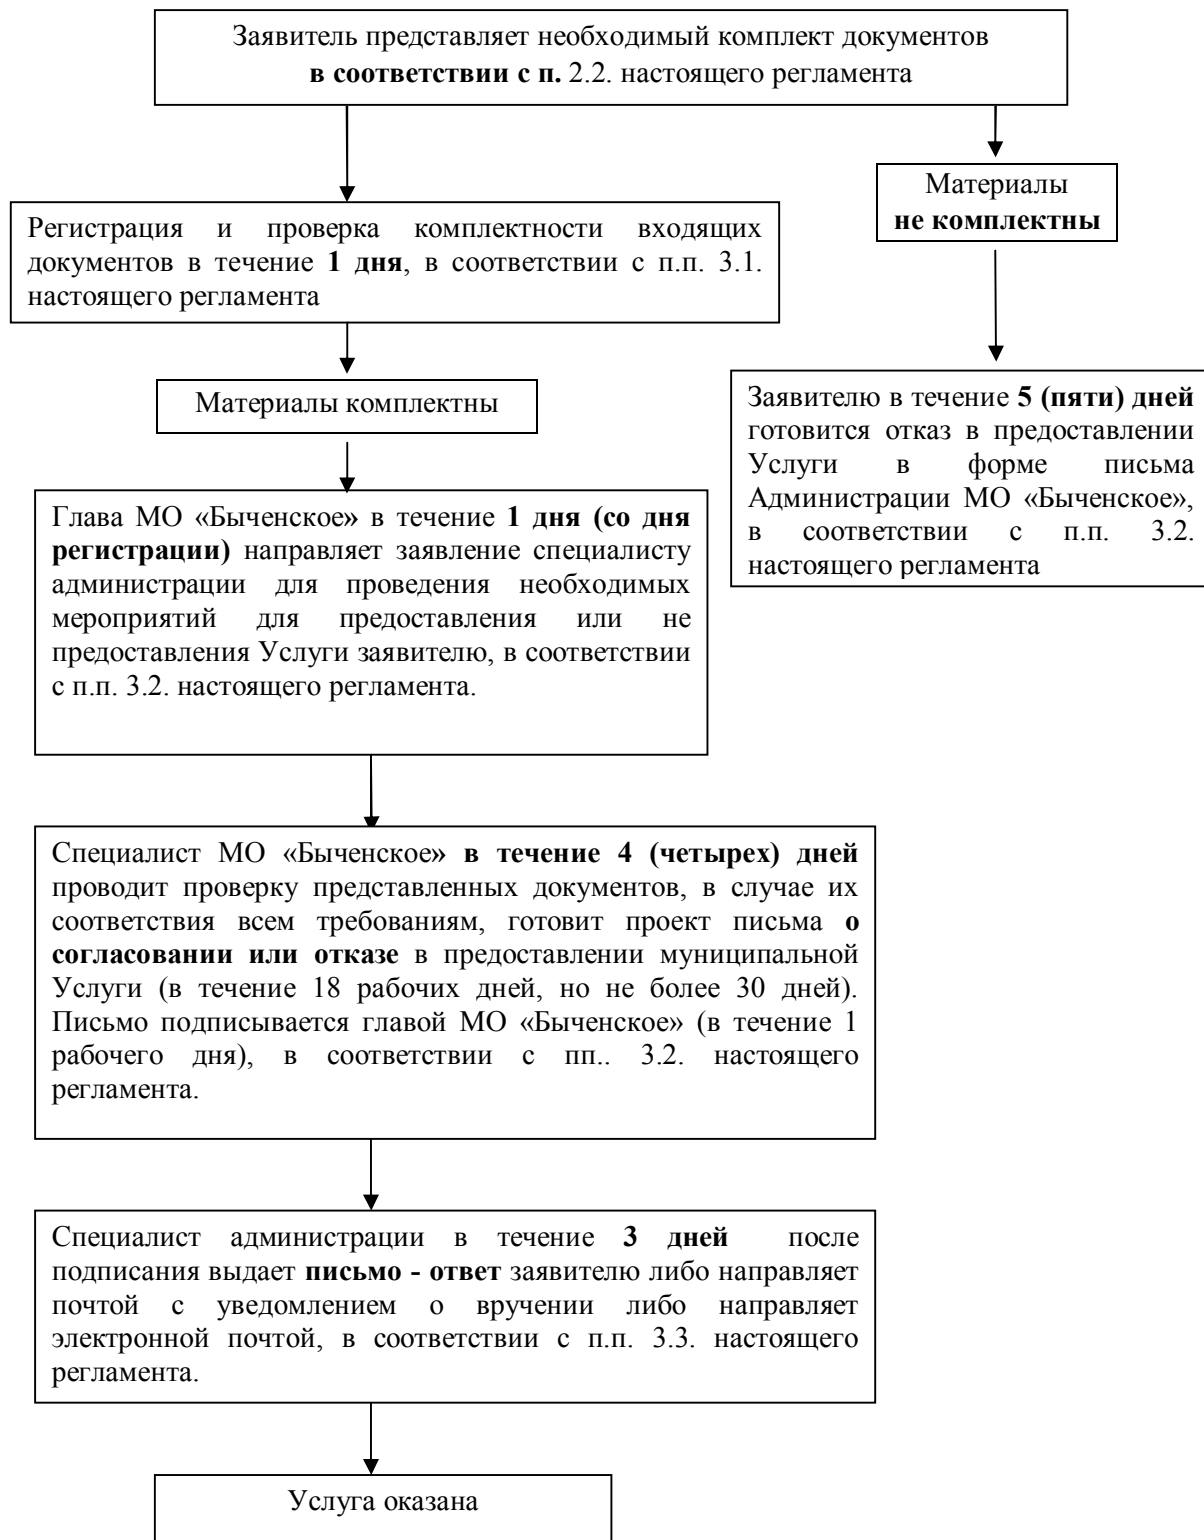 Заявитель представляет необходимый комплект документов
в соответствии с п. 2.2. настоящего регламента
Материалы
не комплектны
Регистрация и проверка комплектности входящих
документов в течение 1 дня, в соответствии с п.п. 3.1.
настоящего регламента
Материалы комплектны
Заявителю в течение 5 (пяти) дней
готовится отказ в предоставлении
Услуги в форме письма
Администрации МО «Быченское»,
в соответствии с п.п. 3.2.
настоящего регламента
Глава МО «Быченское» в течение 1 дня (со дня
регистрации) направляет заявление специалисту
администрации для проведения необходимых
мероприятий для предоставления или не
предоставления Услуги заявителю, в соответствии
с п.п. 3.2. настоящего регламента.
Специалист МО «Быченское» в течение 4 (четырех) дней
проводит проверку представленных документов, в случае их
соответствия всем требованиям, готовит проект письма о
согласовании или отказе в предоставлении муниципальной
Услуги (в течение 18 рабочих дней, но не более 30 дней).
Письмо подписывается главой МО «Быченское» (в течение 1
рабочего дня), в соответствии с пп.. 3.2. настоящего
регламента.
Специалист администрации в течение 3 дней после
подписания выдает письмо - ответ заявителю либо направляет
почтой с уведомлением о вручении либо направляет
электронной почтой, в соответствии с п.п. 3.3. настоящего
регламента.
Услуга оказана